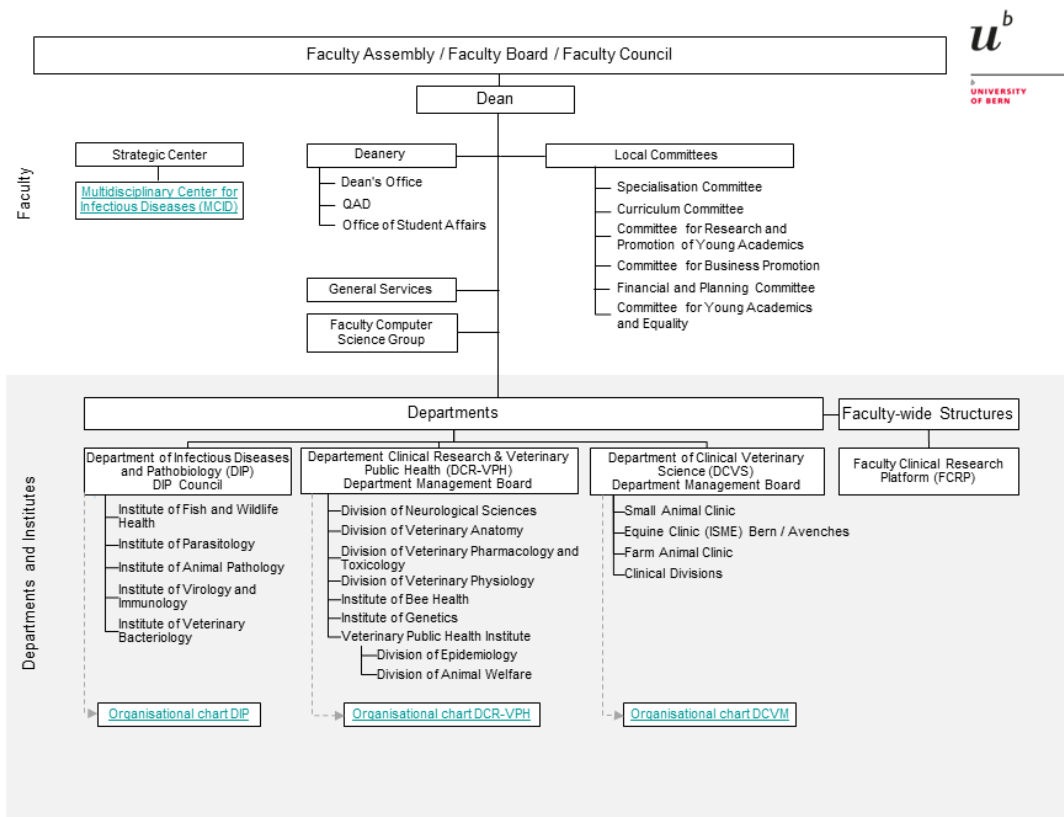 u^b
Faculty Assembly / Faculty Board / Faculty Council
b
UNIVERSITY
OF BERN
Dean
Faculty
Strategic Center
Multidisciplinary Center for
Infectious Diseases (MCID)
Deanery
Dean's Office
QAD
Office of Student Affairs
Local Committees
Specialisation Committee
Curriculum Committee
Committee for Research and
Promotion of Young Academics
Committee for Business Promotion
Financial and Planning Committee
Committee for Young Academics
and Equality
General Services
Faculty Computer
Science Group
Departments and Institutes
Departments
Faculty-wide Structures
Department of Infectious Diseases
and Pathobiology (DIP)
DIP Council
Institute of Fish and Wildlife
Health
Institute of Parasitology
Institute of Animal Pathology
Institute of Virology and
Immunology
Institute of Veterinary
Bacteriology
Organisational chart DIP
Departement Clinical Research & Veterinary
Public Health (DCR-VPH)
Department Management Board
Division of Neurological Sciences
Division of Veterinary Anatomy
Division of Veterinary Pharmacology and
Toxicology
Division of Veterinary Physiology
Institute of Bee Health
Institute of Genetics
Veterinary Public Health Institute
Division of Epidemiology
Division of Animal Welfare
Organisational chart DCR-VPH
Department of Clinical Veterinary
Science (DCVS)
Department Management Board
Small Animal Clinic
Equine Clinic (ISME) Bern / Avenches
Farm Animal Clinic
Clinical Divisions
Organisational chart DCVM
Faculty Clinical Research
Platform (FCRP)